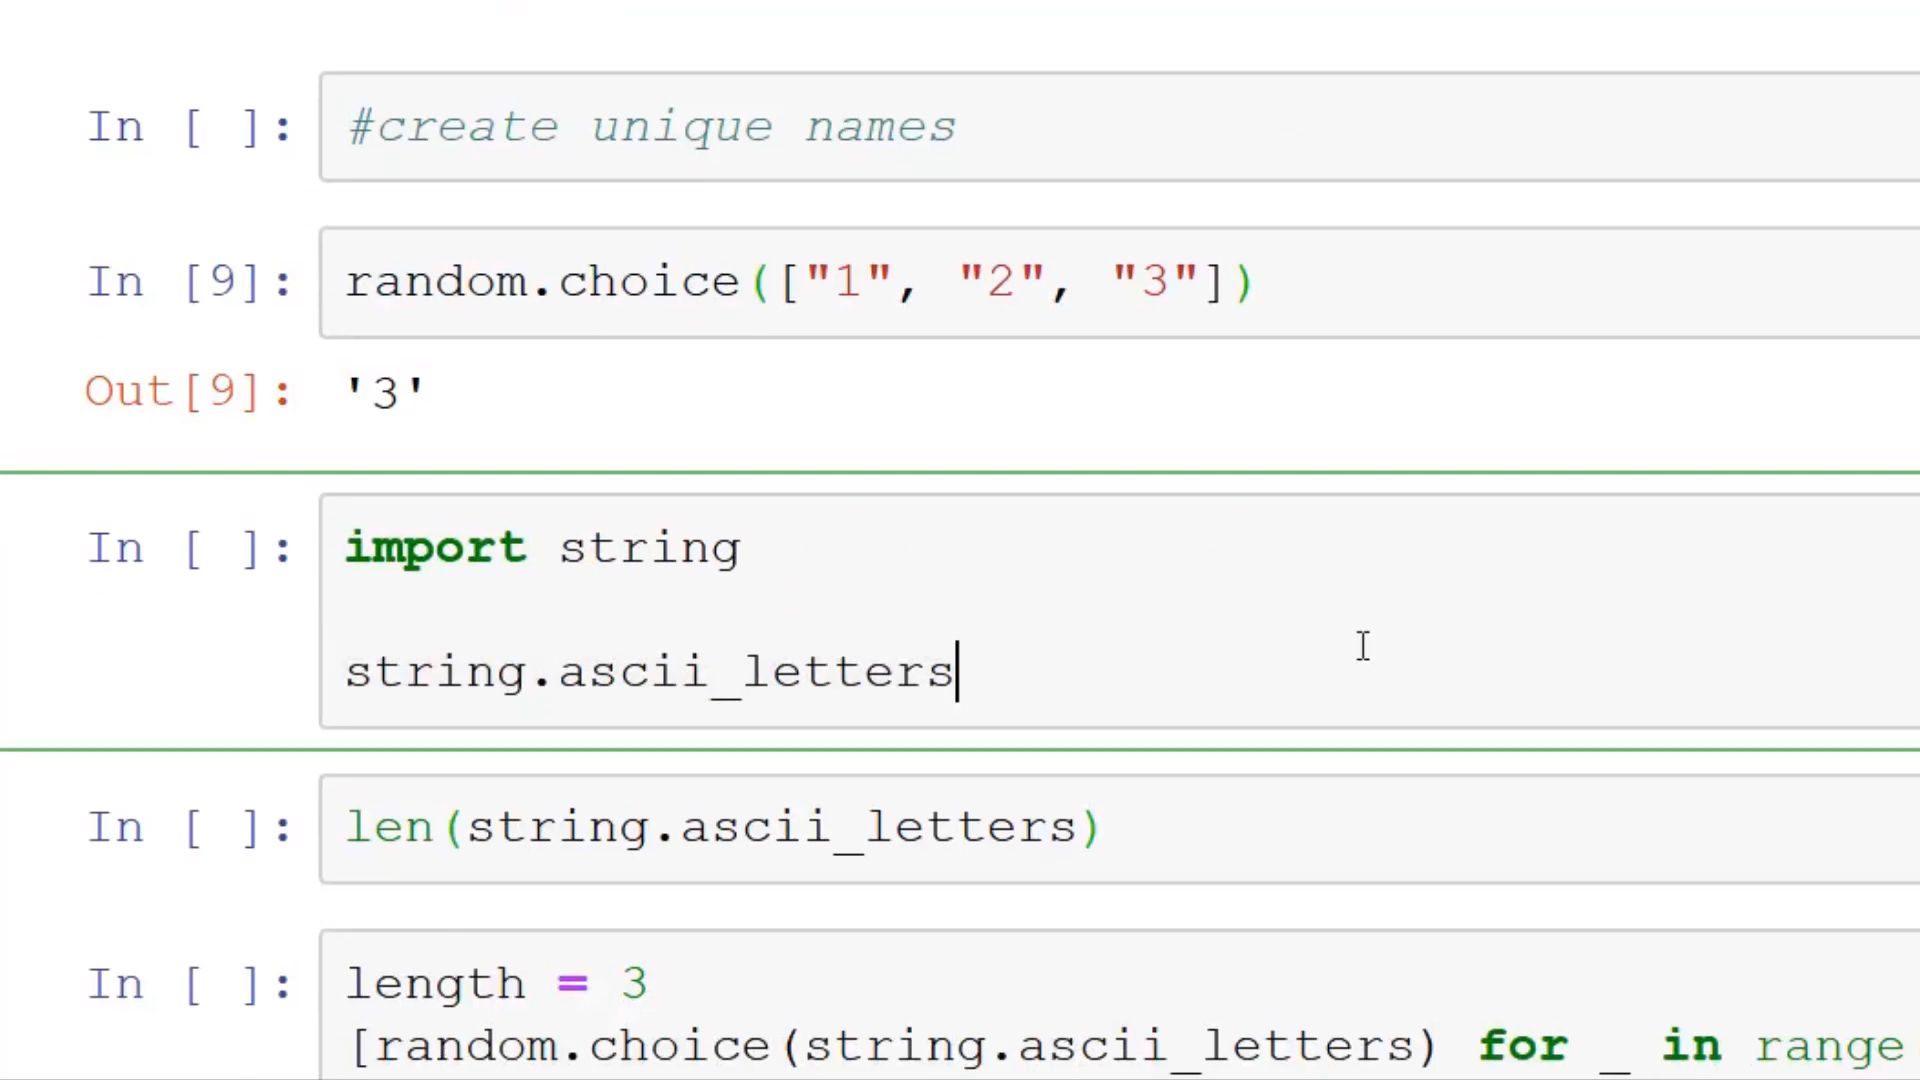 In [ ]: #create unique names
In [9]: random.choice(["1", "2", "3"])
Out[9]: '3'
In [ ]: import string
string.ascii_letters
In [ ]: len(string.ascii_letters)
In [ ]: length = 3
[random.choice(string.ascii_letters) for _ in range